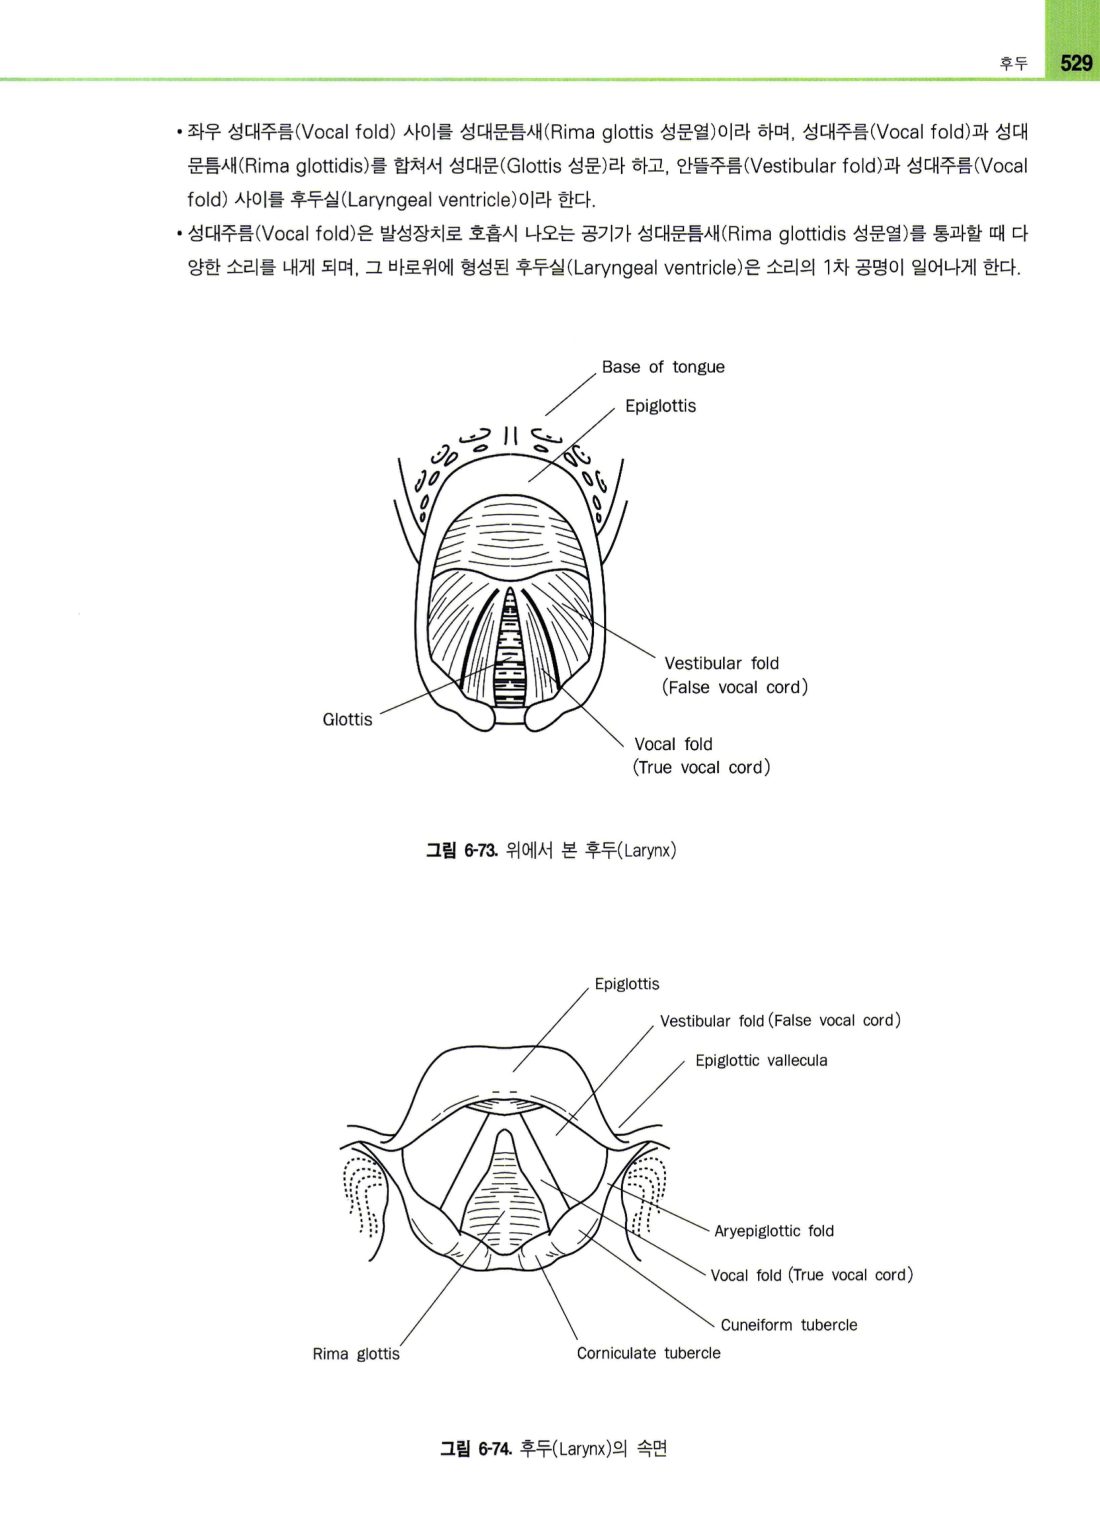 후두 529
• 좌우 성대주름(Vocal fold) 사이를 성대문틈새(Rima glottis 성문열)이라 하며, 성대주름(Vocal fold)과 성대
문틈새(Rima glottidis)를 합쳐서 성대문(Glottis 성문)라 하고, 안뜰주름(Vestibular fold)과 성대주름(Vocal
fold) 사이를 후두실(Laryngeal ventricle)이라 한다.
• 성대주름(Vocal fold)은 발성장치로 호흡시 나오는 공기가 성대문틈새(Rima glottidis 성문열)를 통과할 때 다
양한 소리를 내게 되며, 그 바로위에 형성된 후두실(Laryngeal ventricle)은 소리의 1차 공명이 일어나게 한다.
Base of tongue
Epiglottis
Vestibular fold
(False vocal cord)
Glottis
Vocal fold
(True vocal cord)
그림 6-73. 위에서 본 후두(Larynx)
Epiglottis
Vestibular fold (False vocal cord)
Epiglottic vallecula
Aryepiglottic fold
Vocal fold (True vocal cord)
Cuneiform tubercle
Rima glottis
Corniculate tubercle
그림 6-74. 후두(Larynx)의 속면